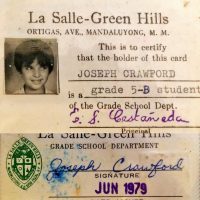 La Salle-Green Hills
ORTIGAS, AVE., MANDALUYONG, M. M.
This is to certify
that the holder of this card
JOSEPH CRAWFORD
is a grade 5-B student
of the Grade School Dept.
E. S. Castañeda
Principal
La Salle-Green Hills
GRADE SCHOOL DEPARTMENT
Joseph Crawford
SIGNATURE
JUN 1979